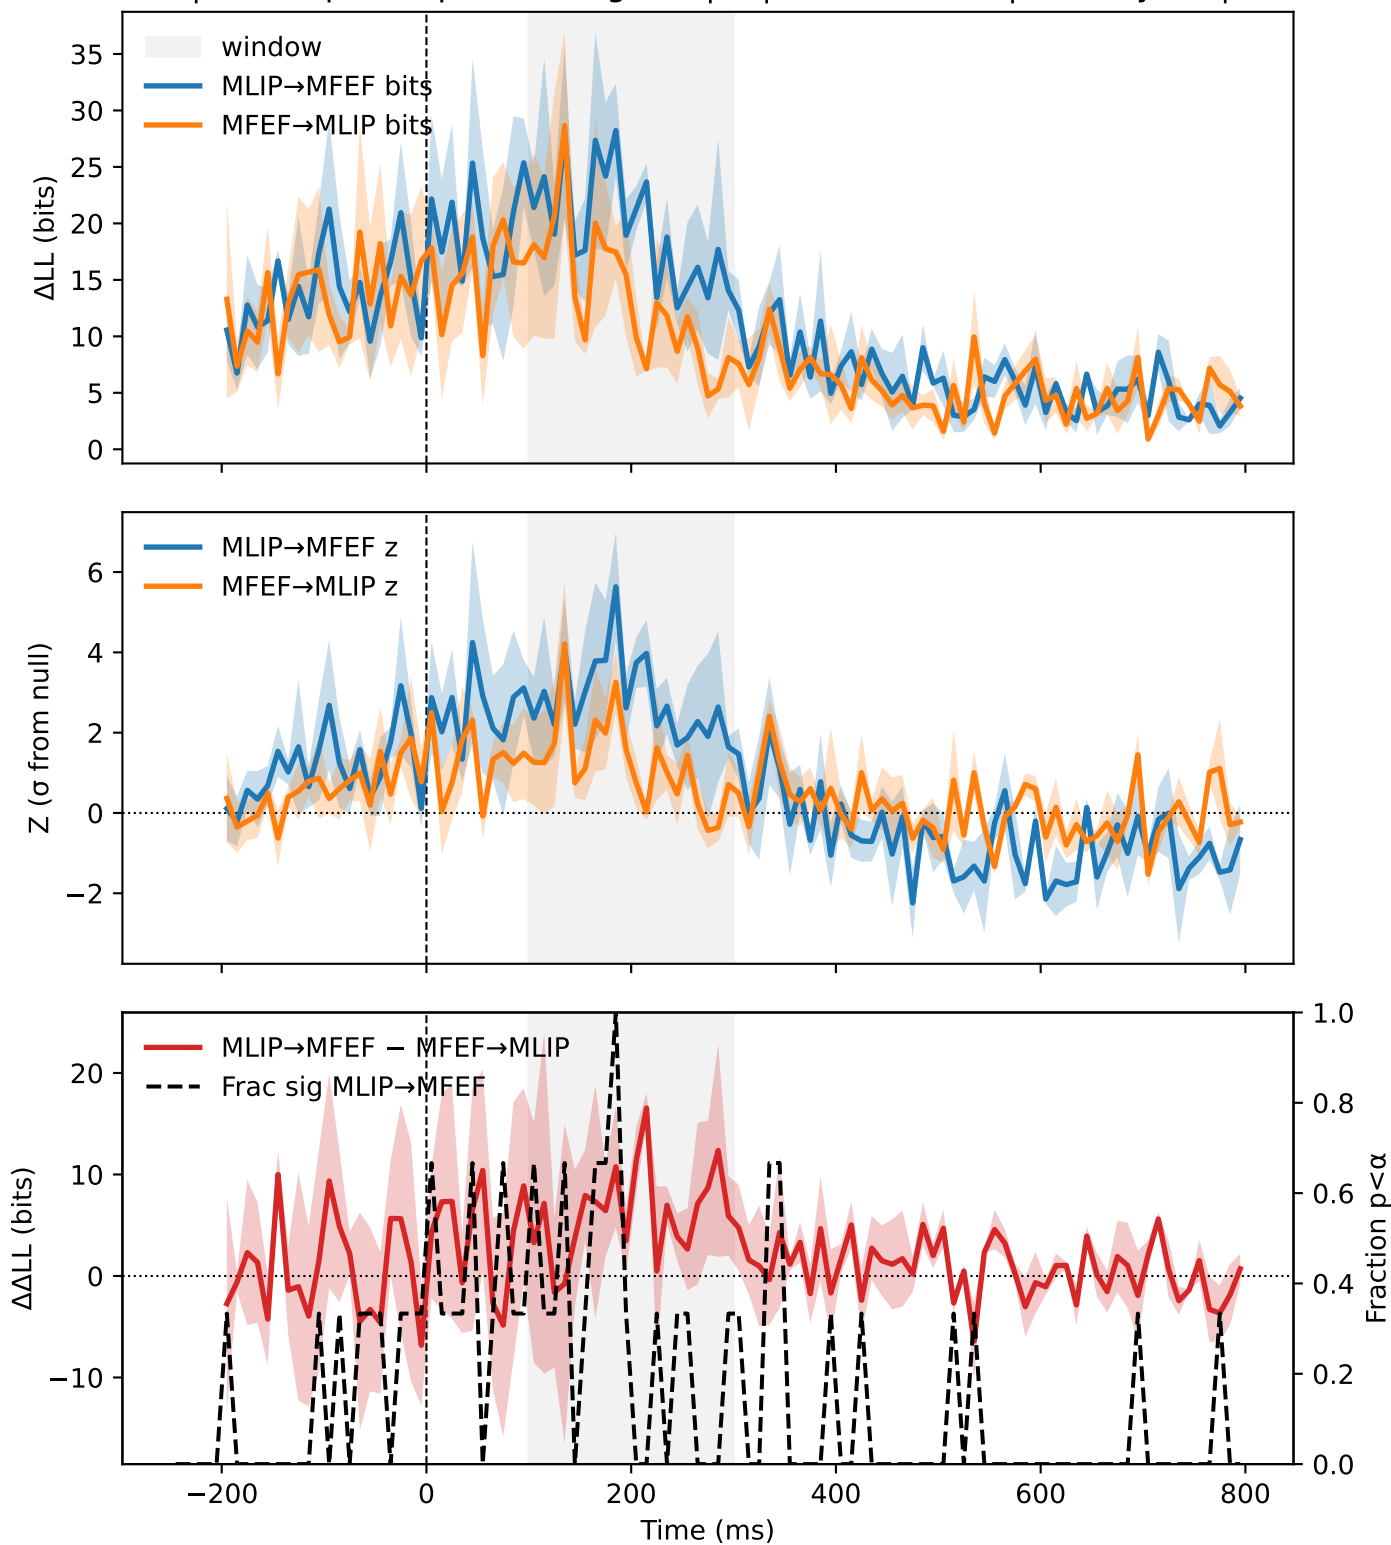 35
30
25
20
15
10
5
0
ΔLL (bits)
window
MLIP→MFEF bits
MFEF→MLIP bits
6
4
2
0
−2
Z (σ from null)
MLIP→MFEF z
MFEF→MLIP z
20
10
0
−10
ΔΔLL (bits)
MLIP→MFEF − MFEF→MLIP
Frac sig MLIP→MFEF
1.0
0.8
0.6
0.4
0.2
0.0
Fraction p<α
−200 0 200 400 600 800
Time (ms)